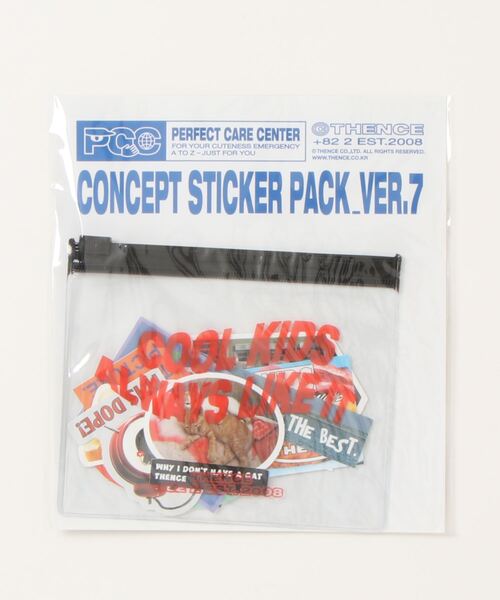 PCC
PERFECT CARE CENTER
FOR YOUR CUTENESS EMERGENCY
A TO Z – JUST FOR YOU
THENCE
+82 2 EST.2008
© THENCE CO.,LTD. ALL RIGHTS RESERVED.
WWW.THENCE.CO.KR
CONCEPT STICKER PACK_VER.7
COOL KIDS
ALWAYS LIKE IT
DOPE!
THE BEST.
WHY I DON'T HAVE A CAT
THENCE